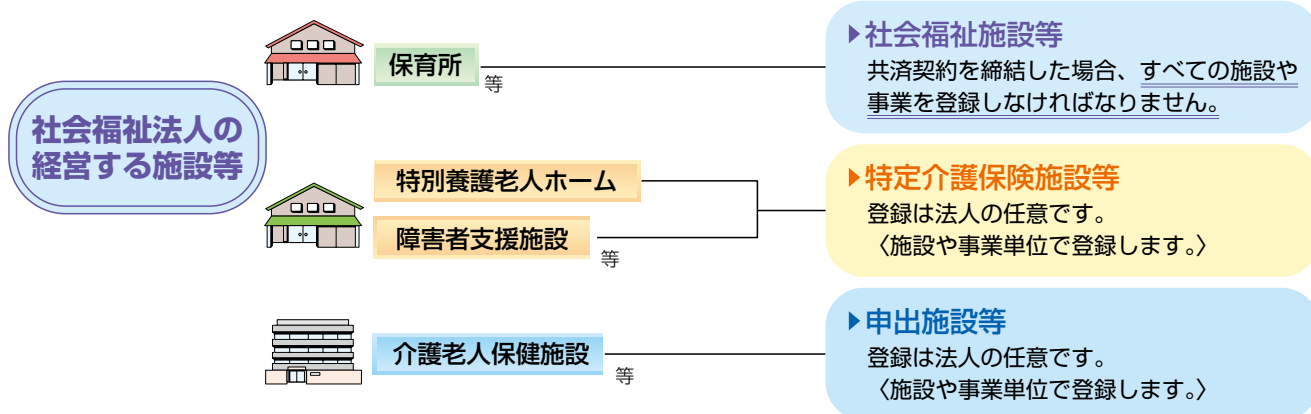 社会福祉法人の
経営する施設等
保育所
等
▶社会福祉施設等
共済契約を締結した場合、すべての施設や
事業を登録しなければなりません。
特別養護老人ホーム
障害者支援施設
等
▶特定介護保険施設等
登録は法人の任意です。
〈施設や事業単位で登録します。〉
介護老人保健施設
等
▶申出施設等
登録は法人の任意です。
〈施設や事業単位で登録します。〉